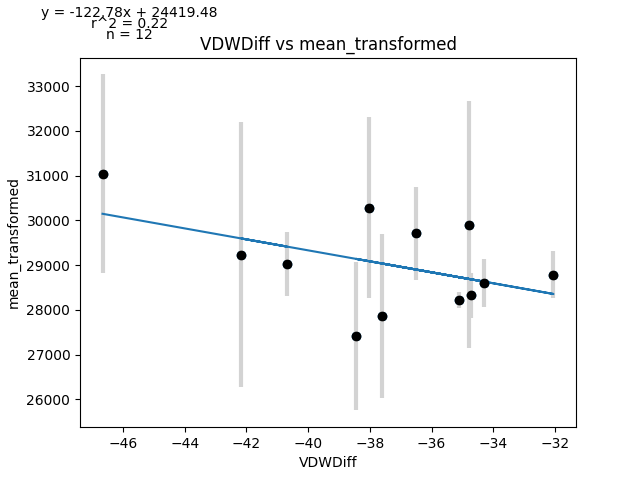 y = -122.78x + 24419.48
r^2 = 0.22
n = 12
VDWDiff vs mean_transformed
33000
32000
31000
30000
29000
28000
27000
26000
mean_transformed
−46 −44 −42 −40 −38 −36 −34 −32
VDWDiff